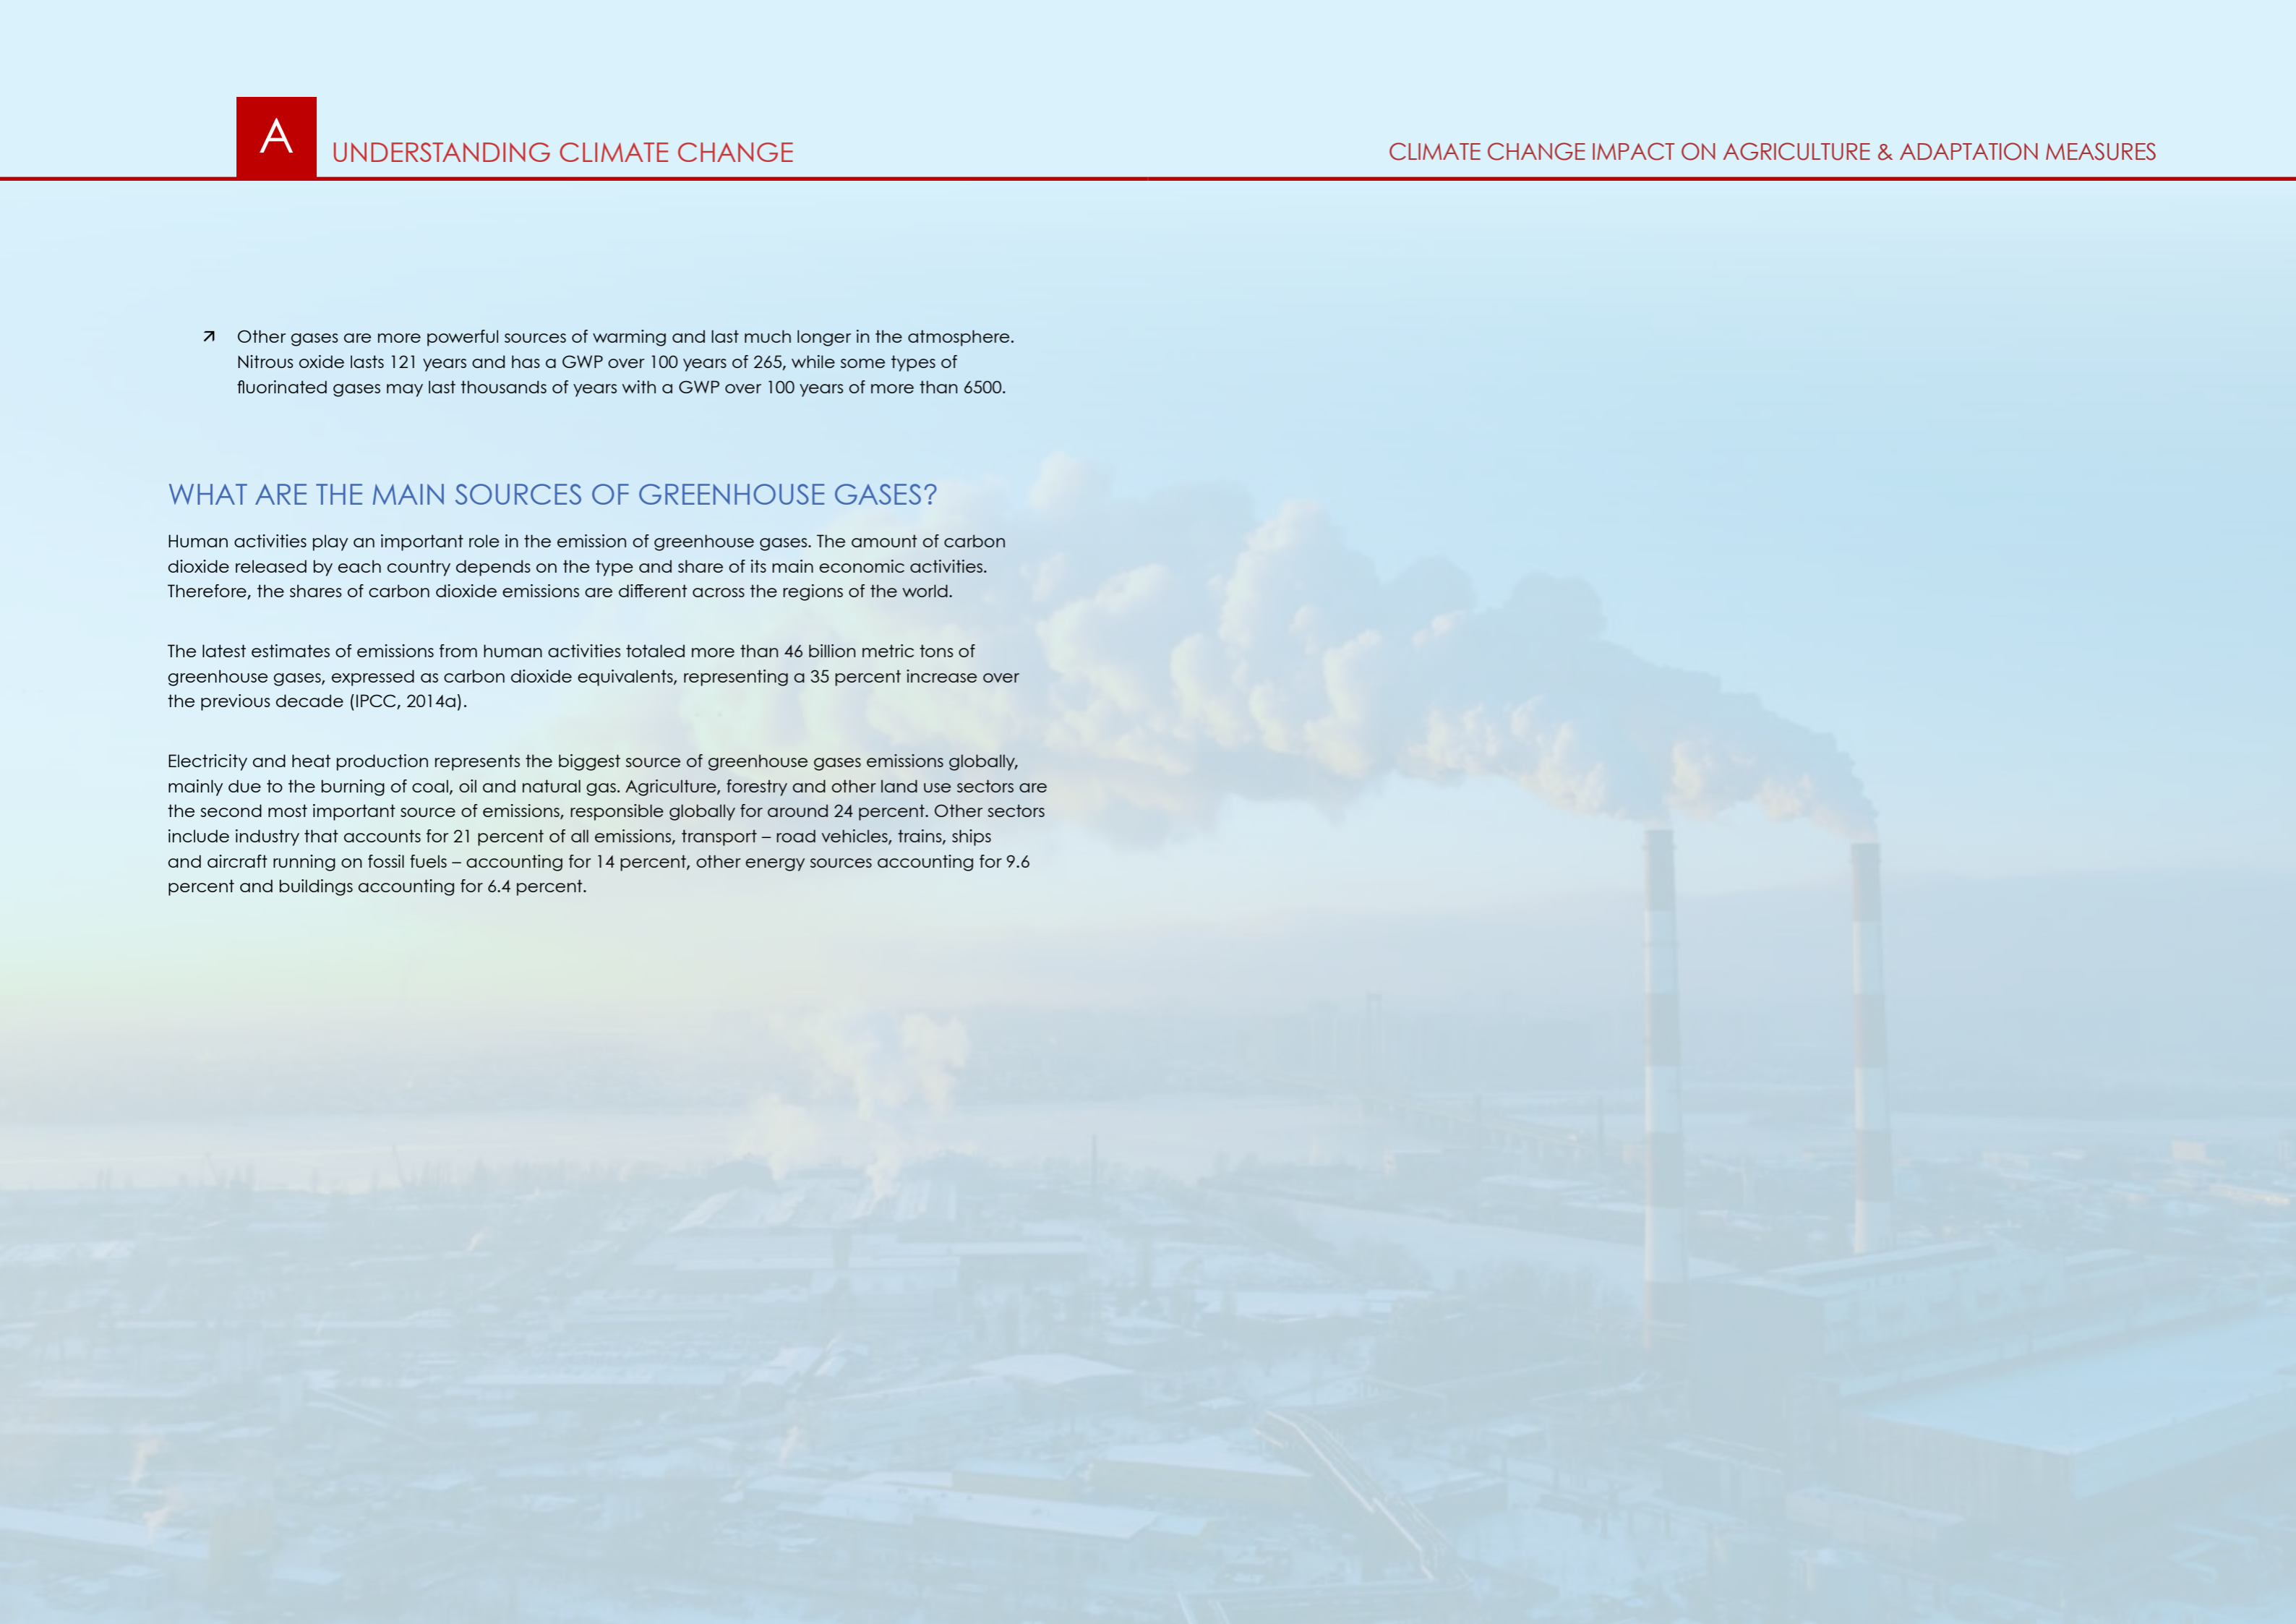 A
UNDERSTANDING CLIMATE CHANGE
CLIMATE CHANGE IMPACT ON AGRICULTURE & ADAPTATION MEASURES
Other gases are more powerful sources of warming and last much longer in the atmosphere.
Nitrous oxide lasts 121 years and has a GWP over 100 years of 265, while some types of
fluorinated gases may last thousands of years with a GWP over 100 years of more than 6500.
WHAT ARE THE MAIN SOURCES OF GREENHOUSE GASES?
Human activities play an important role in the emission of greenhouse gases. The amount of carbon
dioxide released by each country depends on the type and share of its main economic activities.
Therefore, the shares of carbon dioxide emissions are different across the regions of the world.
The latest estimates of emissions from human activities totaled more than 46 billion metric tons of
greenhouse gases, expressed as carbon dioxide equivalents, representing a 35 percent increase over
the previous decade (IPCC, 2014a).
Electricity and heat production represents the biggest source of greenhouse gases emissions globally,
mainly due to the burning of coal, oil and natural gas. Agriculture, forestry and other land use sectors are
the second most important source of emissions, responsible globally for around 24 percent. Other sectors
include industry that accounts for 21 percent of all emissions, transport – road vehicles, trains, ships
and aircraft running on fossil fuels – accounting for 14 percent, other energy sources accounting for 9.6
percent and buildings accounting for 6.4 percent.